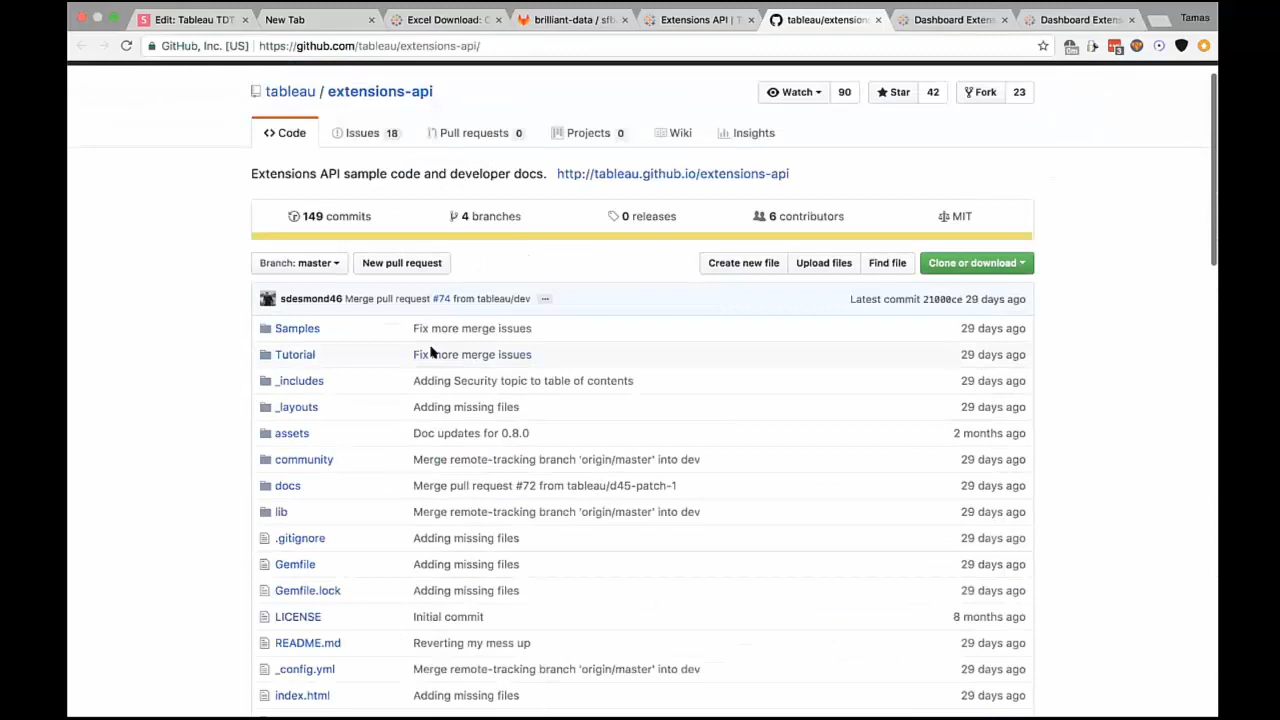 Edit: Tableau TDT × New Tab × Excel Download: C × brilliant-data / sfb × Extensions API | T × tableau/extension × Dashboard Extens × Dashboard Extens × Tamas
GitHub, Inc. [US] | https://github.com/tableau/extensions-api/
tableau / extensions-api Watch 90 Star 42 Fork 23
Code Issues 18 Pull requests 0 Projects 0 Wiki Insights
Extensions API sample code and developer docs. http://tableau.github.io/extensions-api
149 commits 4 branches 0 releases 6 contributors MIT
Branch: master New pull request Create new file Upload files Find file Clone or download
sdesmond46 Merge pull request #74 from tableau/dev ... Latest commit 21000ce 29 days ago
Samples Fix more merge issues 29 days ago
Tutorial Fix more merge issues 29 days ago
_includes Adding Security topic to table of contents 29 days ago
_layouts Adding missing files 29 days ago
assets Doc updates for 0.8.0 2 months ago
community Merge remote-tracking branch 'origin/master' into dev 29 days ago
docs Merge pull request #72 from tableau/d45-patch-1 29 days ago
lib Merge remote-tracking branch 'origin/master' into dev 29 days ago
.gitignore Adding missing files 29 days ago
Gemfile Adding missing files 29 days ago
Gemfile.lock Adding missing files 29 days ago
LICENSE Initial commit 8 months ago
README.md Reverting my mess up 29 days ago
_config.yml Merge remote-tracking branch 'origin/master' into dev 29 days ago
index.html Adding missing files 29 days ago